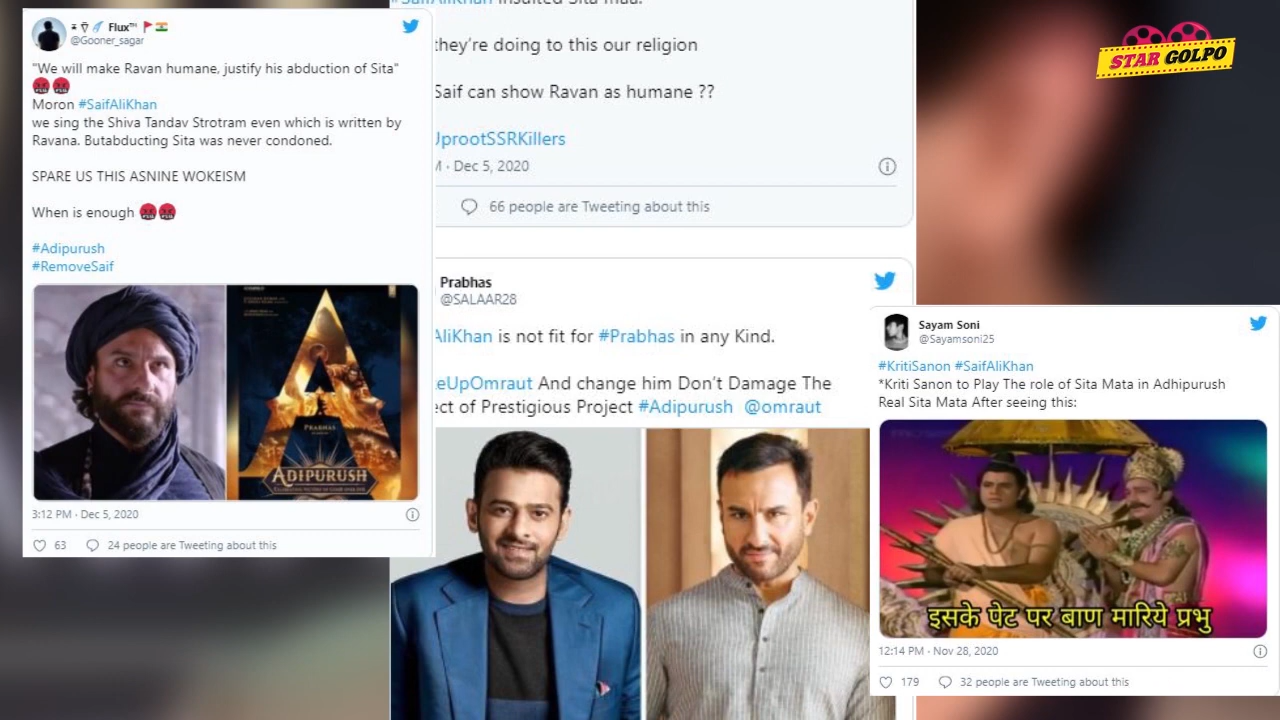 Flux™
@Gooner_sagar
"We will make Ravan humane, justify his abduction of Sita"
Moron #SaifAliKhan
we sing the Shiva Tandav Strotram even which is written by
Ravana. Butabducting Sita was never condoned.
SPARE US THIS ASNINE WOKEISM
When is enough
#Adipurush
#RemoveSaif
PRABHAS
ADIPURUSH
3:12 PM · Dec 5, 2020
63 24 people are Tweeting about this
#SaifAliKhan insulted Sita maa.
they're doing to this our religion
Saif can show Ravan as humane ??
UprootSSRKillers
M · Dec 5, 2020
66 people are Tweeting about this
Prabhas
@SALAAR28
AliKhan is not fit for #Prabhas in any Kind.
eUpOmraut And change him Don't Damage The
ect of Prestigious Project #Adipurush @omraut
STAR GOLPO
Sayam Soni
@Sayamsoni25
#KritiSanon #SaifAliKhan
*Kriti Sanon to Play The role of Sita Mata in Adhipurush
Real Sita Mata After seeing this:
इसके पेट पर बाण मारिये प्रभु
12:14 PM · Nov 28, 2020
179 32 people are Tweeting about this